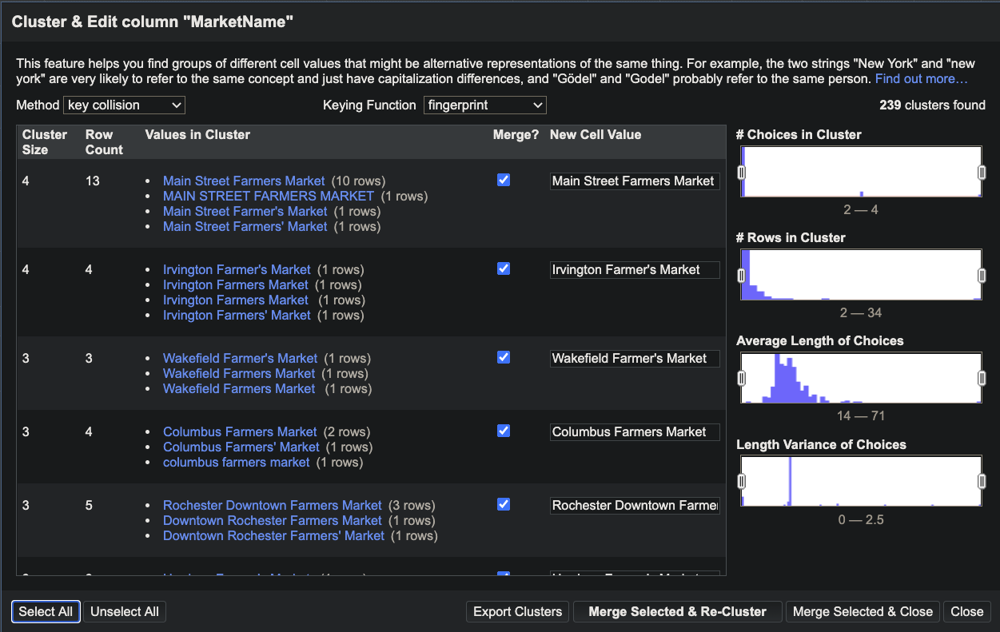 Cluster & Edit column "MarketName"
This feature helps you find groups of different cell values that might be alternative representations of the same thing. For example, the two strings "New York" and "new
york" are very likely to refer to the same concept and just have capitalization differences, and "Gödel" and "Godel" probably refer to the same person. Find out more…
Method key collision Keying Function fingerprint 239 clusters found
Cluster Size Row Count Values in Cluster Merge? New Cell Value
4 13 • Main Street Farmers Market (10 rows) Main Street Farmers Market
• MAIN STREET FARMERS MARKET (1 rows)
• Main Street Farmer's Market (1 rows)
• Main Street Farmers' Market (1 rows)
4 4 • Irvington Farmer's Market (1 rows) Irvington Farmer's Market
• Irvington Farmers Market (1 rows)
• Irvington Farmers Market (1 rows)
• Irvington Farmers' Market (1 rows)
3 3 • Wakefield Farmer's Market (1 rows) Wakefield Farmer's Market
• Wakefield Farmers Market (1 rows)
• Wakefield Farmers Market (1 rows)
3 4 • Columbus Farmers Market (2 rows) Columbus Farmers Market
• Columbus Farmers' Market (1 rows)
• columbus farmers market (1 rows)
3 5 • Rochester Downtown Farmers Market (3 rows) Rochester Downtown Farmer
• Downtown Rochester Farmers Market (1 rows)
• Downtown Rochester Farmers' Market (1 rows)
# Choices in Cluster
2 — 4
# Rows in Cluster
2 — 34
Average Length of Choices
14 — 71
Length Variance of Choices
0 — 2.5
Select All Unselect All Export Clusters Merge Selected & Re-Cluster Merge Selected & Close Close